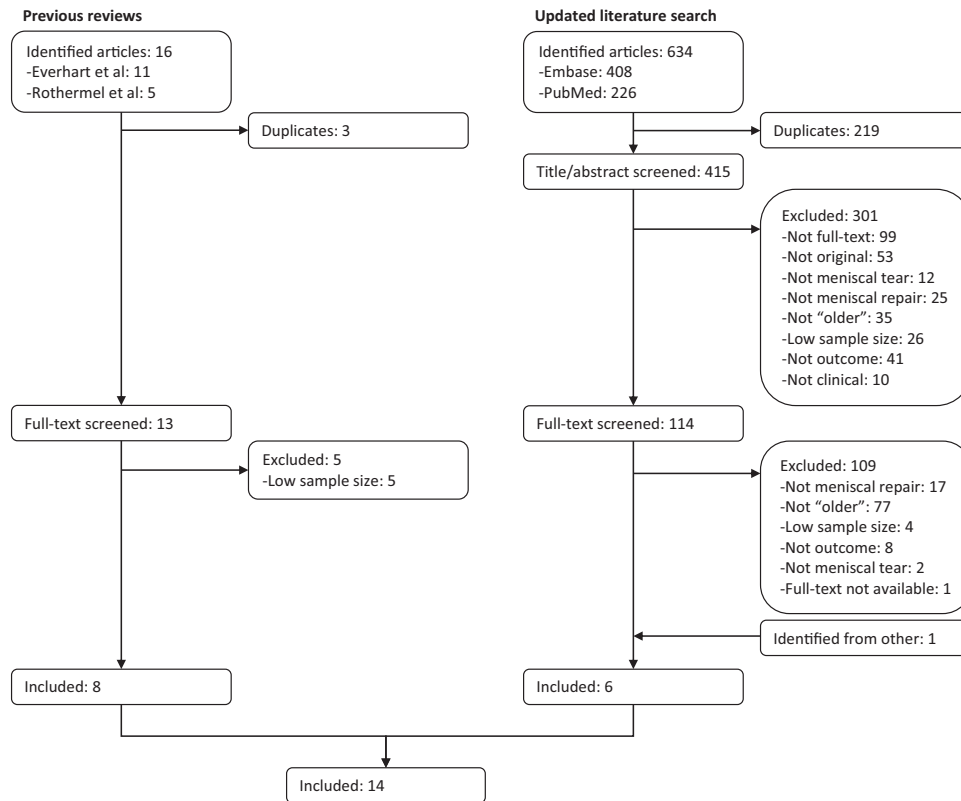 Previous reviews
Identified articles: 16
-Everhart et al: 11
-Rothermel et al: 5
Duplicates: 3
Full-text screened: 13
Excluded: 5
-Low sample size: 5
Included: 8
Updated literature search
Identified articles: 634
-Embase: 408
-PubMed: 226
Duplicates: 219
Title/abstract screened: 415
Excluded: 301
-Not full-text: 99
-Not original: 53
-Not meniscal tear: 12
-Not meniscal repair: 25
-Not “older”: 35
-Low sample size: 26
-Not outcome: 41
-Not clinical: 10
Full-text screened: 114
Excluded: 109
-Not meniscal repair: 17
-Not “older”: 77
-Low sample size: 4
-Not outcome: 8
-Not meniscal tear: 2
-Full-text not available: 1
Identified from other: 1
Included: 6
Included: 14